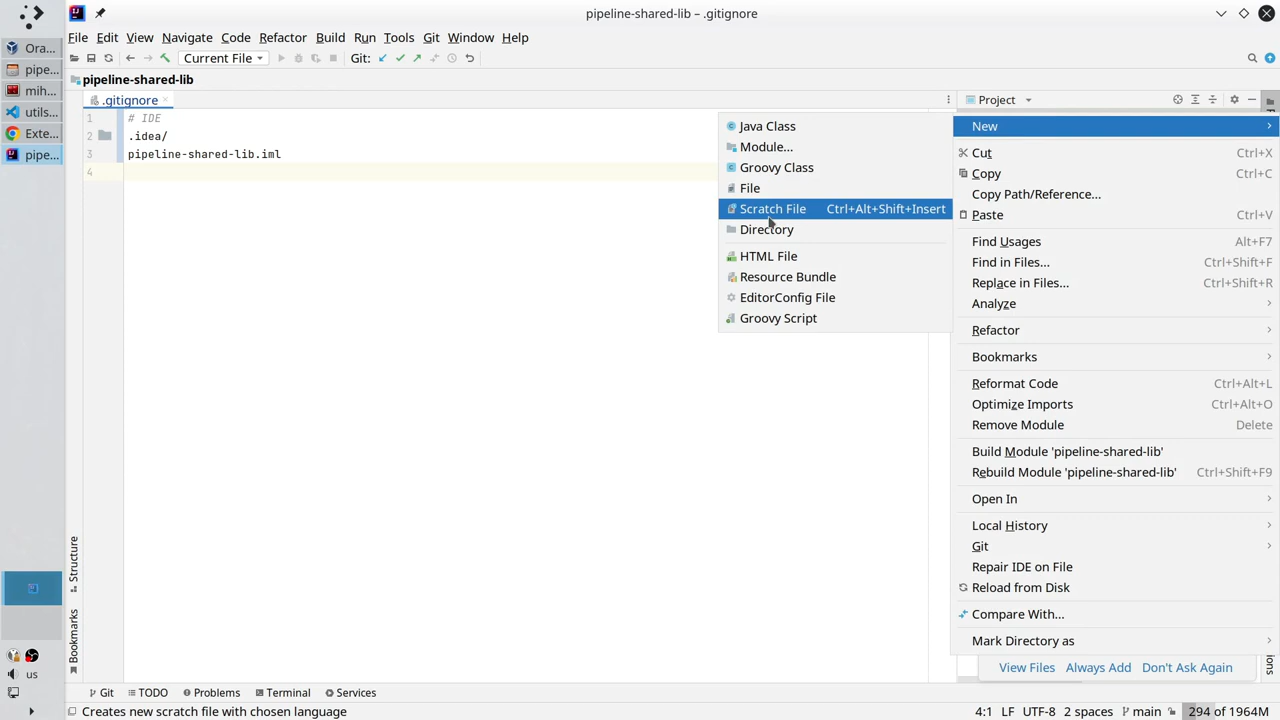 pipeline-shared-lib – .gitignore
File Edit View Navigate Code Refactor Build Run Tools Git Window Help
Current File Git:
pipeline-shared-lib
.gitignore
Project
1 # IDE
2 .idea/
3 pipeline-shared-lib.iml
4
Java Class
Module...
Groovy Class
File
Scratch File Ctrl+Alt+Shift+Insert
Directory
HTML File
Resource Bundle
EditorConfig File
Groovy Script
New
Cut Ctrl+X
Copy Ctrl+C
Copy Path/Reference...
Paste Ctrl+V
Find Usages Alt+F7
Find in Files... Ctrl+Shift+F
Replace in Files... Ctrl+Shift+R
Analyze
Refactor
Bookmarks
Reformat Code Ctrl+Alt+L
Optimize Imports Ctrl+Alt+O
Remove Module Delete
Build Module 'pipeline-shared-lib'
Rebuild Module 'pipeline-shared-lib' Ctrl+Shift+F9
Open In
Local History
Git
Repair IDE on File
Reload from Disk
Compare With...
Mark Directory as
View Files Always Add Don't Ask Again
Ora...
pipe...
mih...
utils...
Exte...
pipe...
us
Structure
Bookmarks
Git TODO Problems Terminal Services
Creates new scratch file with chosen language
4:1 LF UTF-8 2 spaces main 294 of 1964M